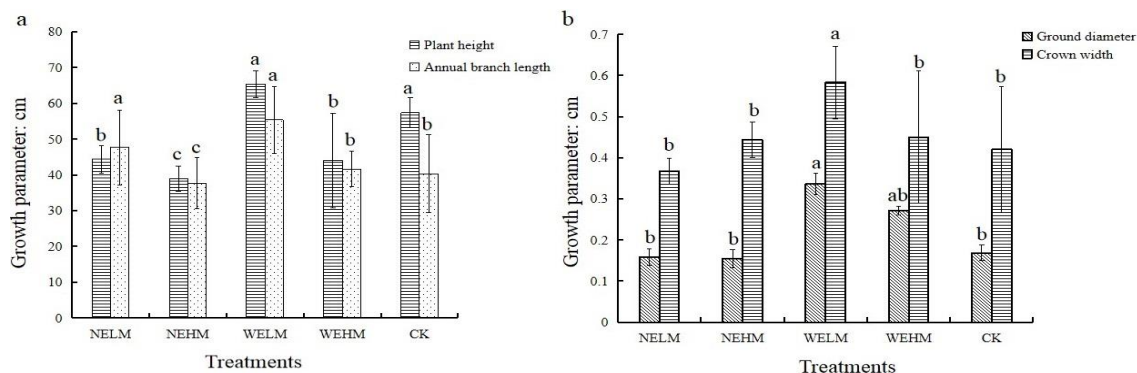 a
80
70
60
50
40
30
20
10
0
Growth parameter: cm
Plant height
Annual branch length
b a
c c
a a
b b
a b
NELM NEHM WELM WEHM CK
Treatments
b
0.7
0.6
0.5
0.4
0.3
0.2
0.1
0
Growth parameter: cm
Ground diameter
Crown width
b b
b b
a a
ab b
b b
NELM NEHM WELM WEHM CK
Treatments